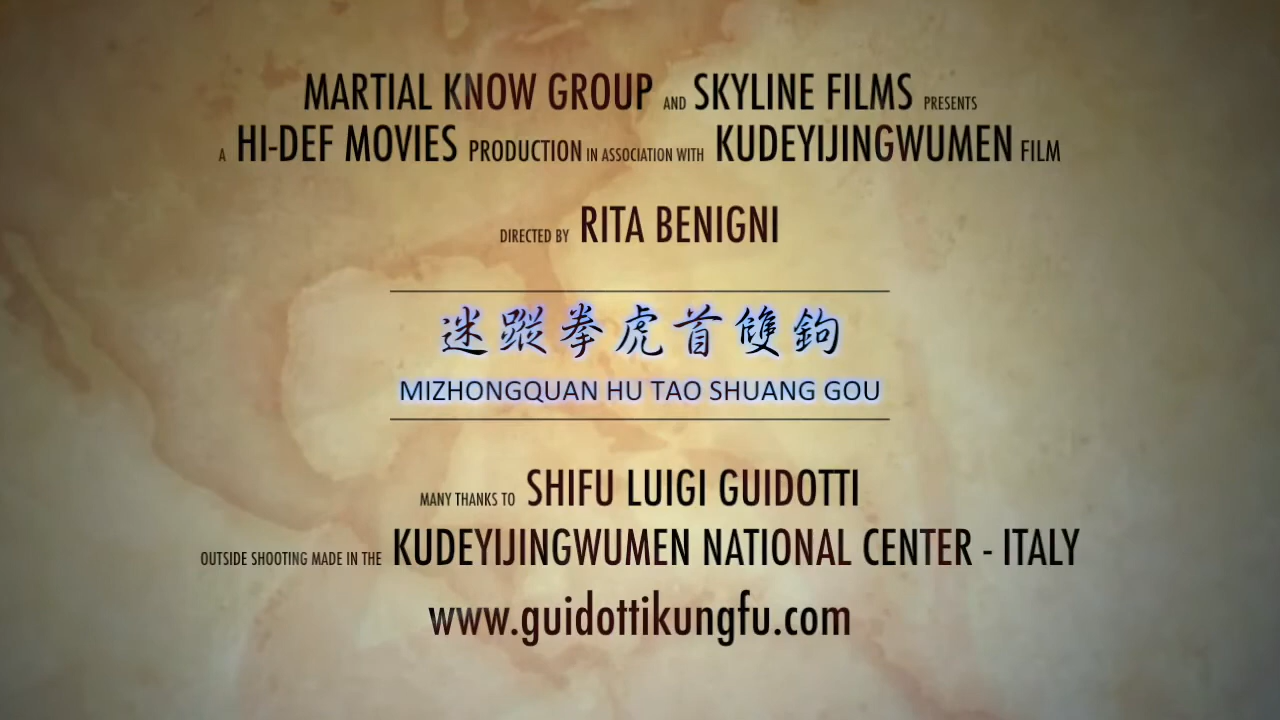 MARTIAL KNOW GROUP AND SKYLINE FILMS PRESENTS
A HI-DEF MOVIES PRODUCTION IN ASSOCIATION WITH KUDEYIJINGWUMEN FILM
DIRECTED BY RITA BENIGNI
迷蹤拳虎首雙鉤
MIZHONGQUAN HU TAO SHUANG GOU
MANY THANKS TO SHIFU LUIGI GUIDOTTI
OUTSIDE SHOOTING MADE IN THE KUDEYIJINGWUMEN NATIONAL CENTER - ITALY
www.guidottikungfu.com